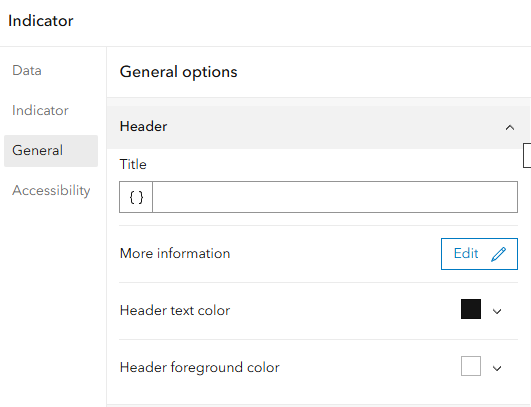 Indicator
Data
Indicator
General
Accessibility
General options
Header
Title
{ }
More information
Edit
Header text color
Header foreground color